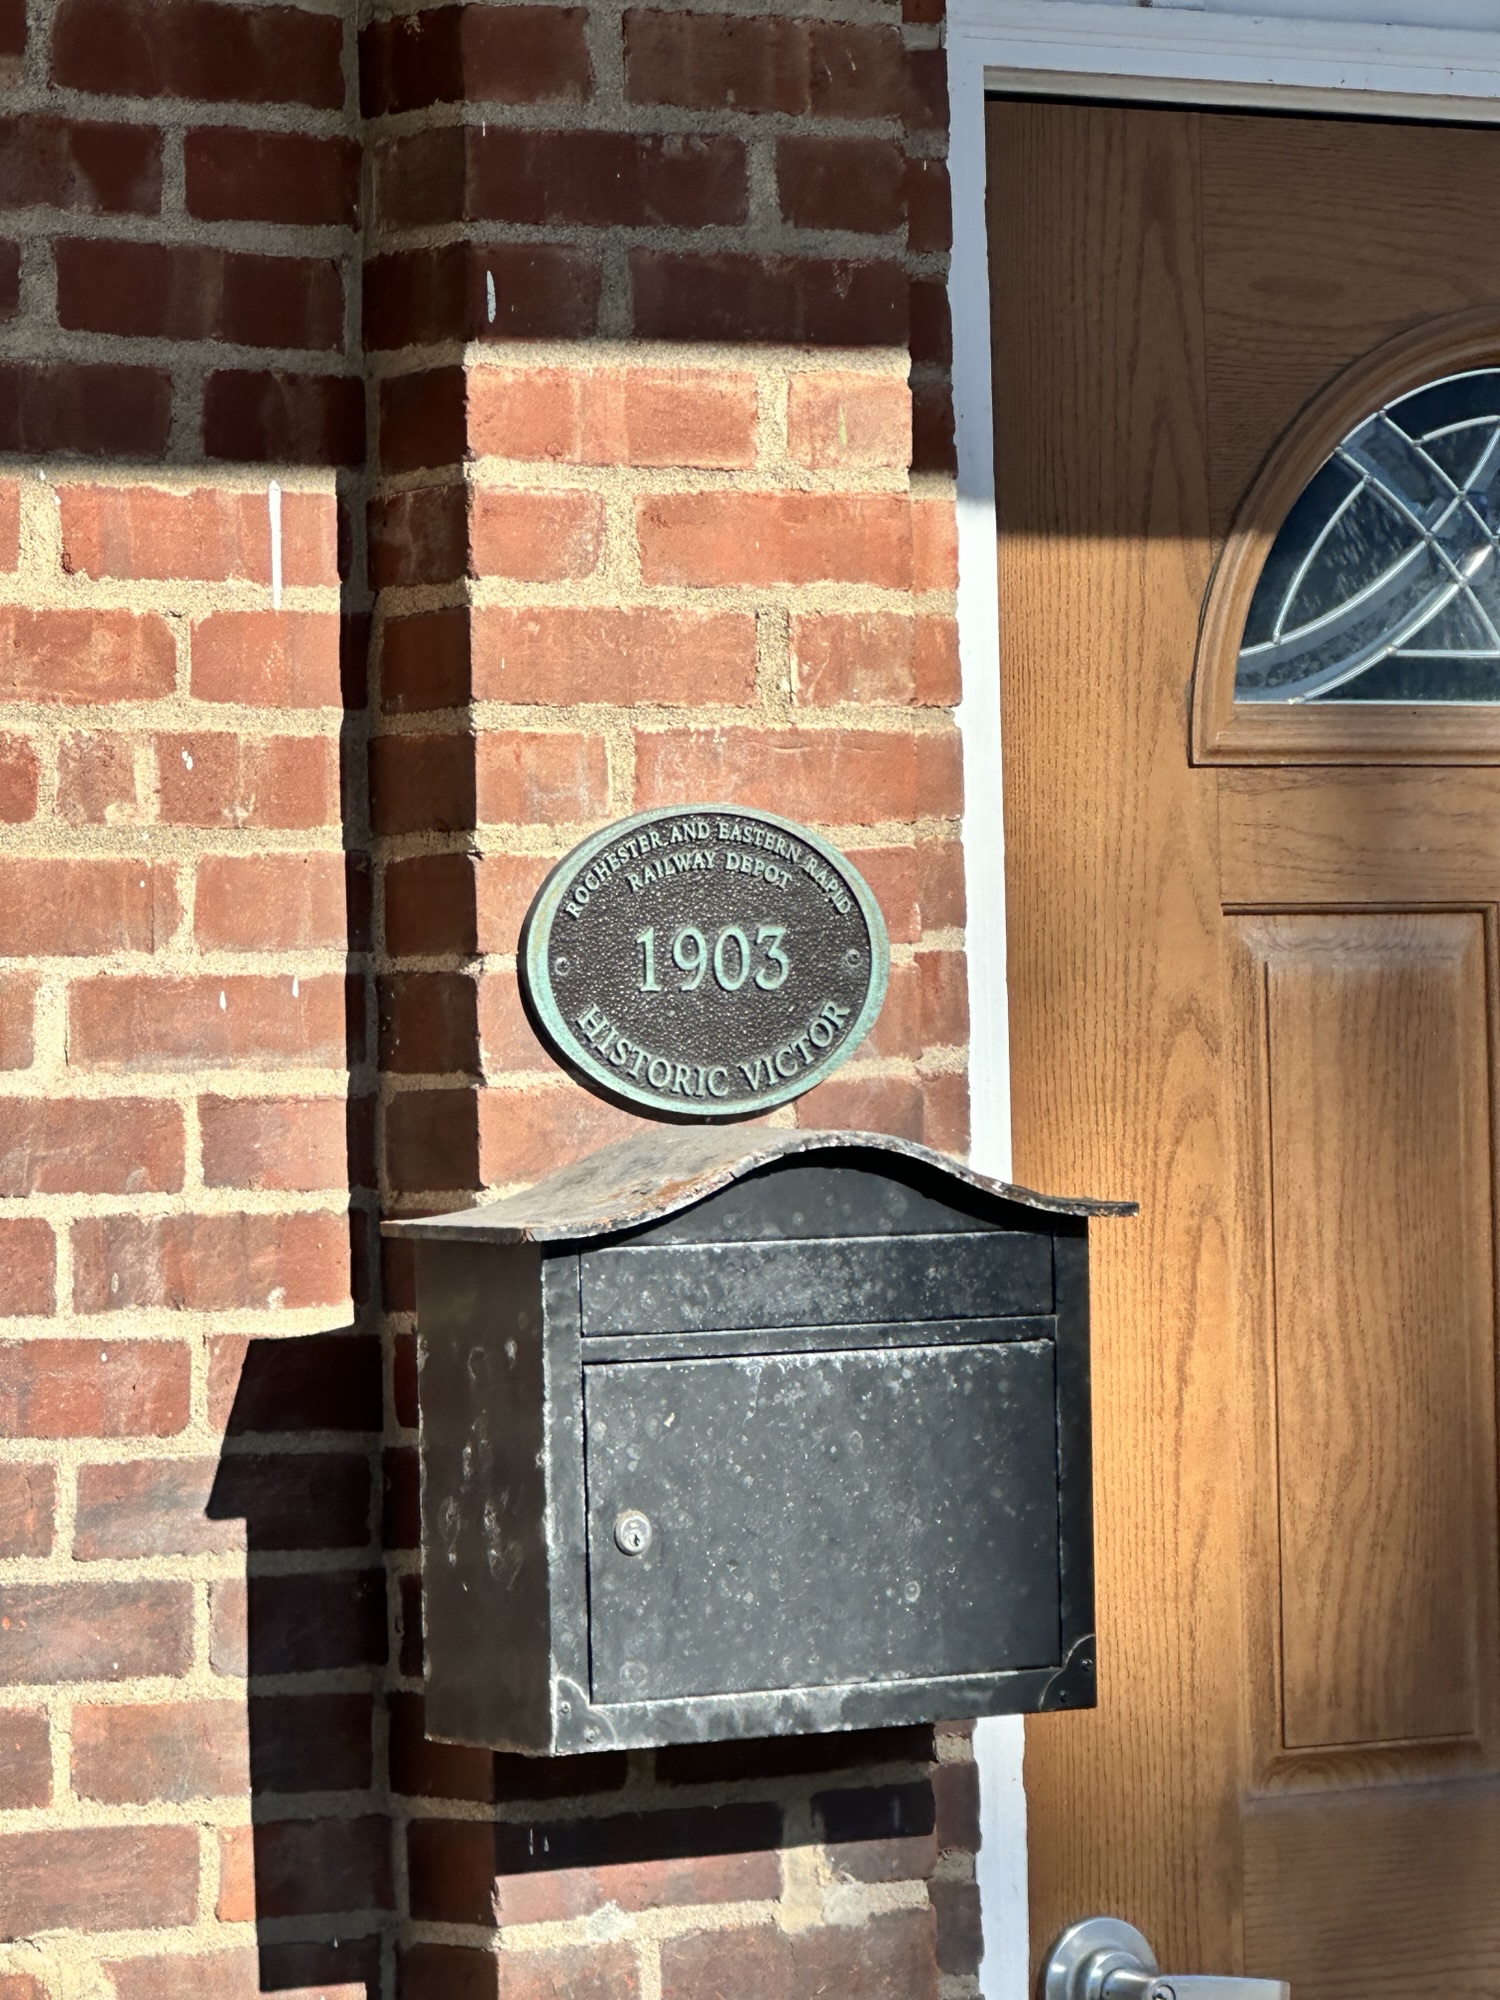 ROCHESTER AND EASTERN RAPID
RAILWAY DEPOT
1903
HISTORIC VICTOR